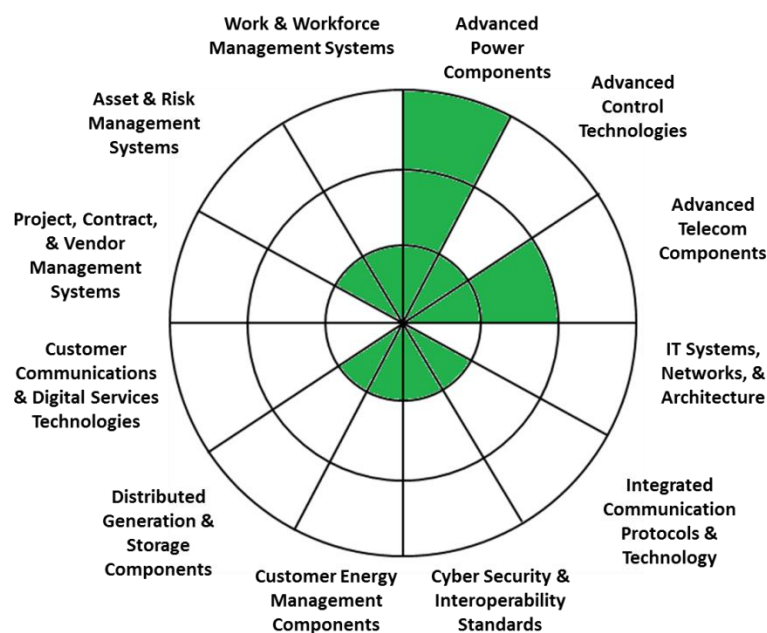 Work & Workforce
Management Systems
Advanced
Power
Components
Advanced
Control
Technologies
Advanced
Telecom
Components
IT Systems,
Networks, &
Architecture
Integrated
Communication
Protocols &
Technology
Cyber Security &
Interoperability
Standards
Customer Energy
Management
Components
Distributed
Generation &
Storage
Components
Customer
Communications
& Digital Services
Technologies
Project, Contract,
& Vendor
Management
Systems
Asset & Risk
Management
Systems